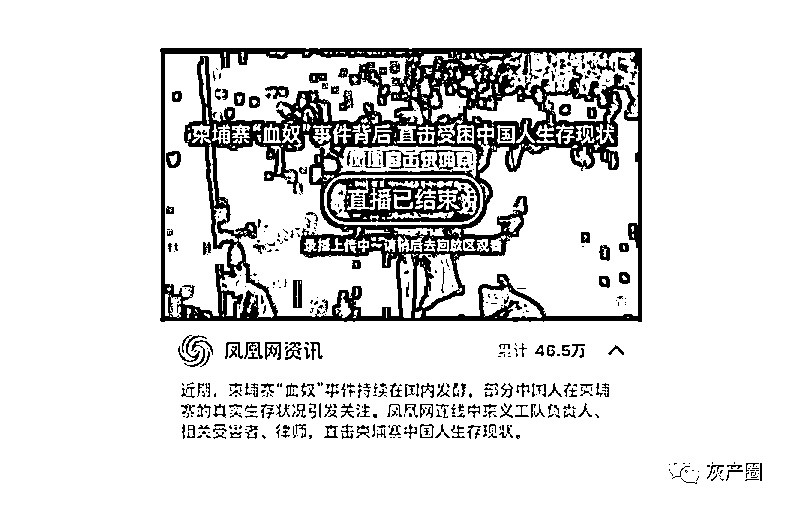 柬埔寨“血奴”事件背后 直击受困中国人生存现状
直播已结束
录播上传中 请稍后去回放区观看
凤凰网资讯
累计 46.5万
近期，柬埔寨“血奴”事件持续在国内发酵，部分中国人在柬埔
寨的真实生存状况引发关注。凤凰网连线中柬义工队负责人、
相关受害者、律师，直击柬埔寨中国人生存现状。
灰产圈